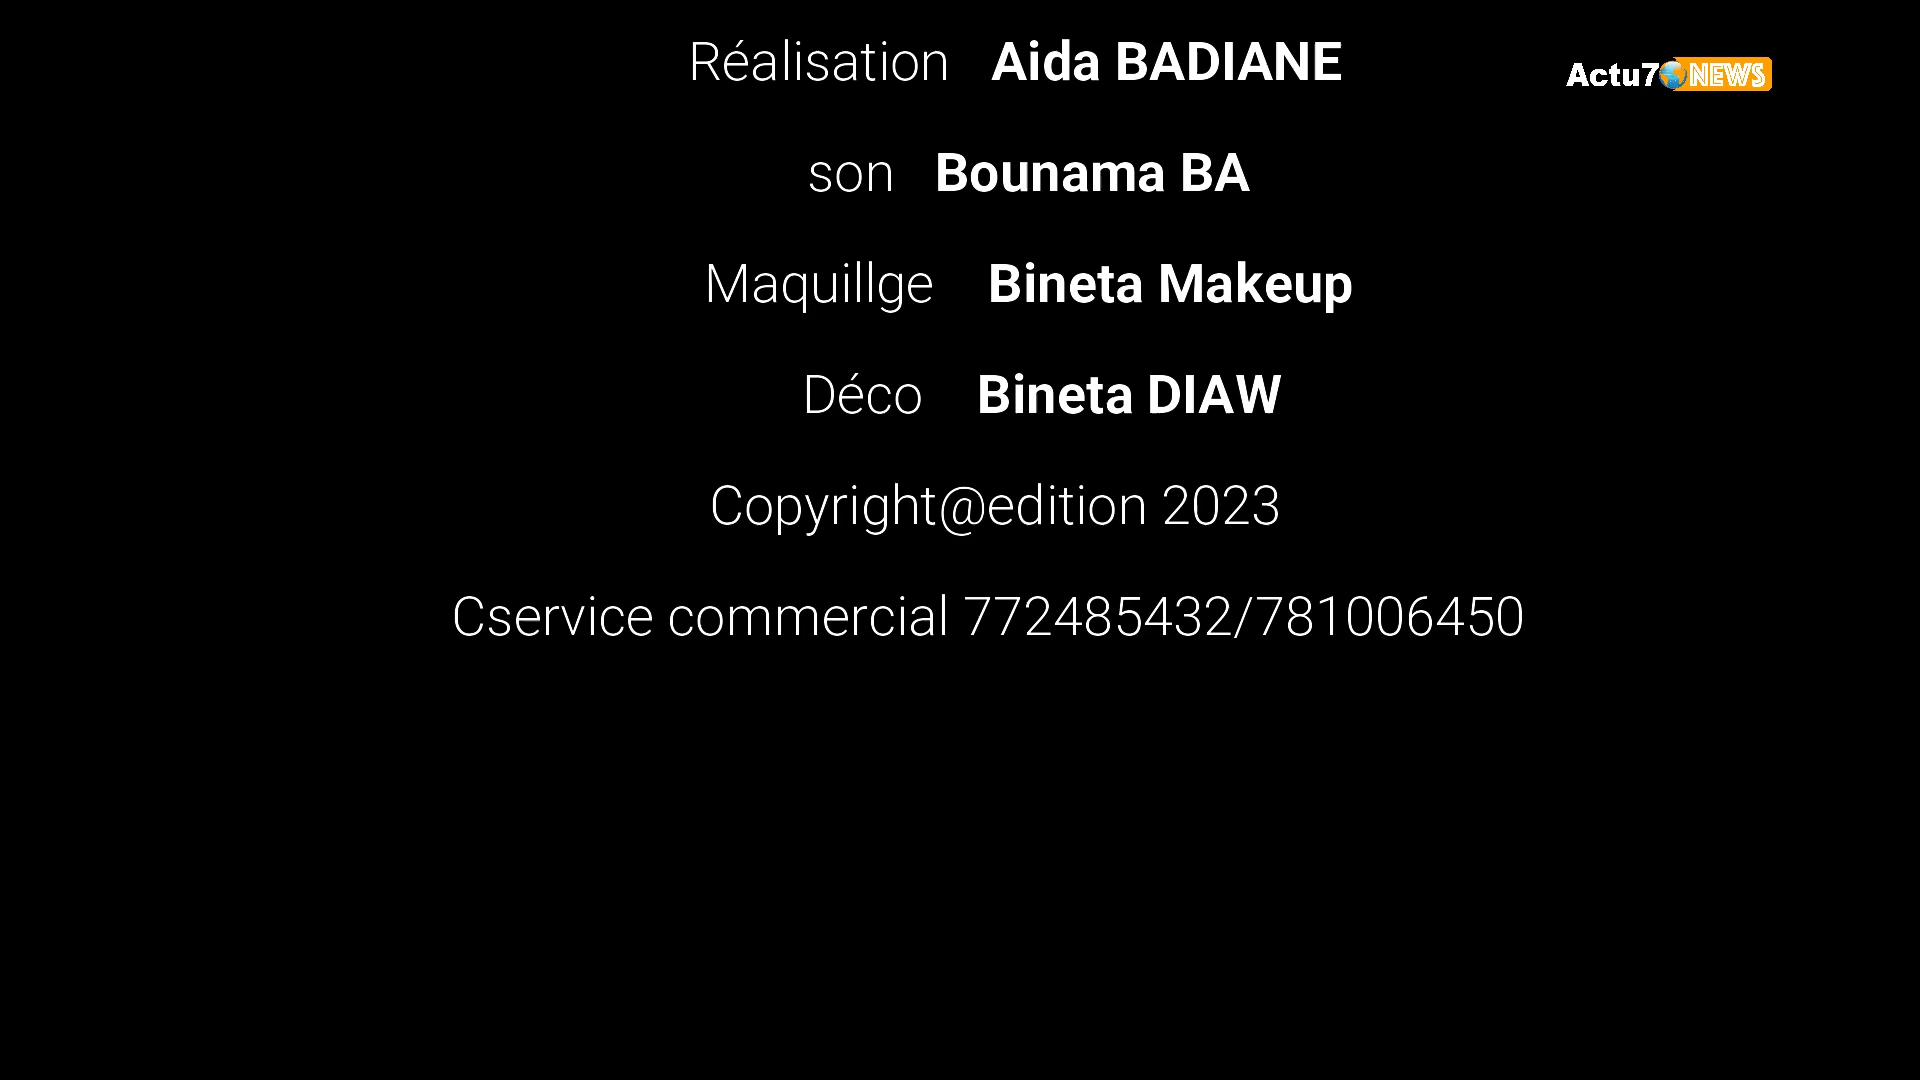 Réalisation Aida BADIANE
Actu7 NEWS
son Bounama BA
Maquillge Bineta Makeup
Déco Bineta DIAW
Copyright@edition 2023
Cservice commercial 772485432/781006450